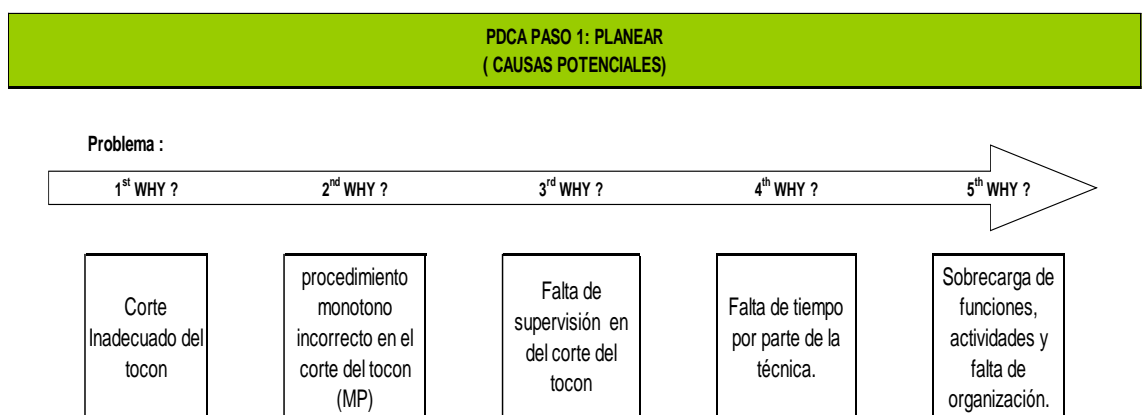 PDCA PASO 1: PLANEAR
( CAUSAS POTENCIALES)
Problema :
1st WHY ?
2nd WHY ?
3rd WHY ?
4th WHY ?
5th WHY ?
Corte
Inadecuado del
tocon
procedimiento
monotono
incorrecto en el
corte del tocon
(MP)
Falta de
supervisión en
del corte del
tocon
Falta de tiempo
por parte de la
técnica.
Sobrecarga de
funciones,
actividades y
falta de
organización.